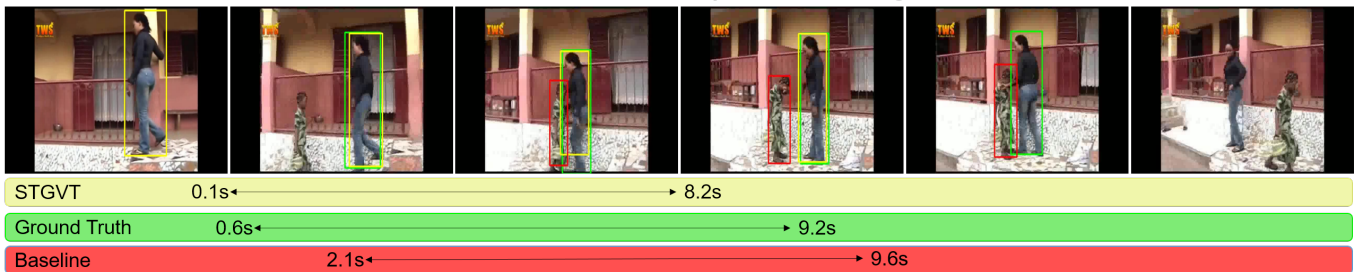 TWS
TWS
TWS
TWS
TWS
TWS
STGVT 0.1s 8.2s
Ground Truth 0.6s 9.2s
Baseline 2.1s 9.6s